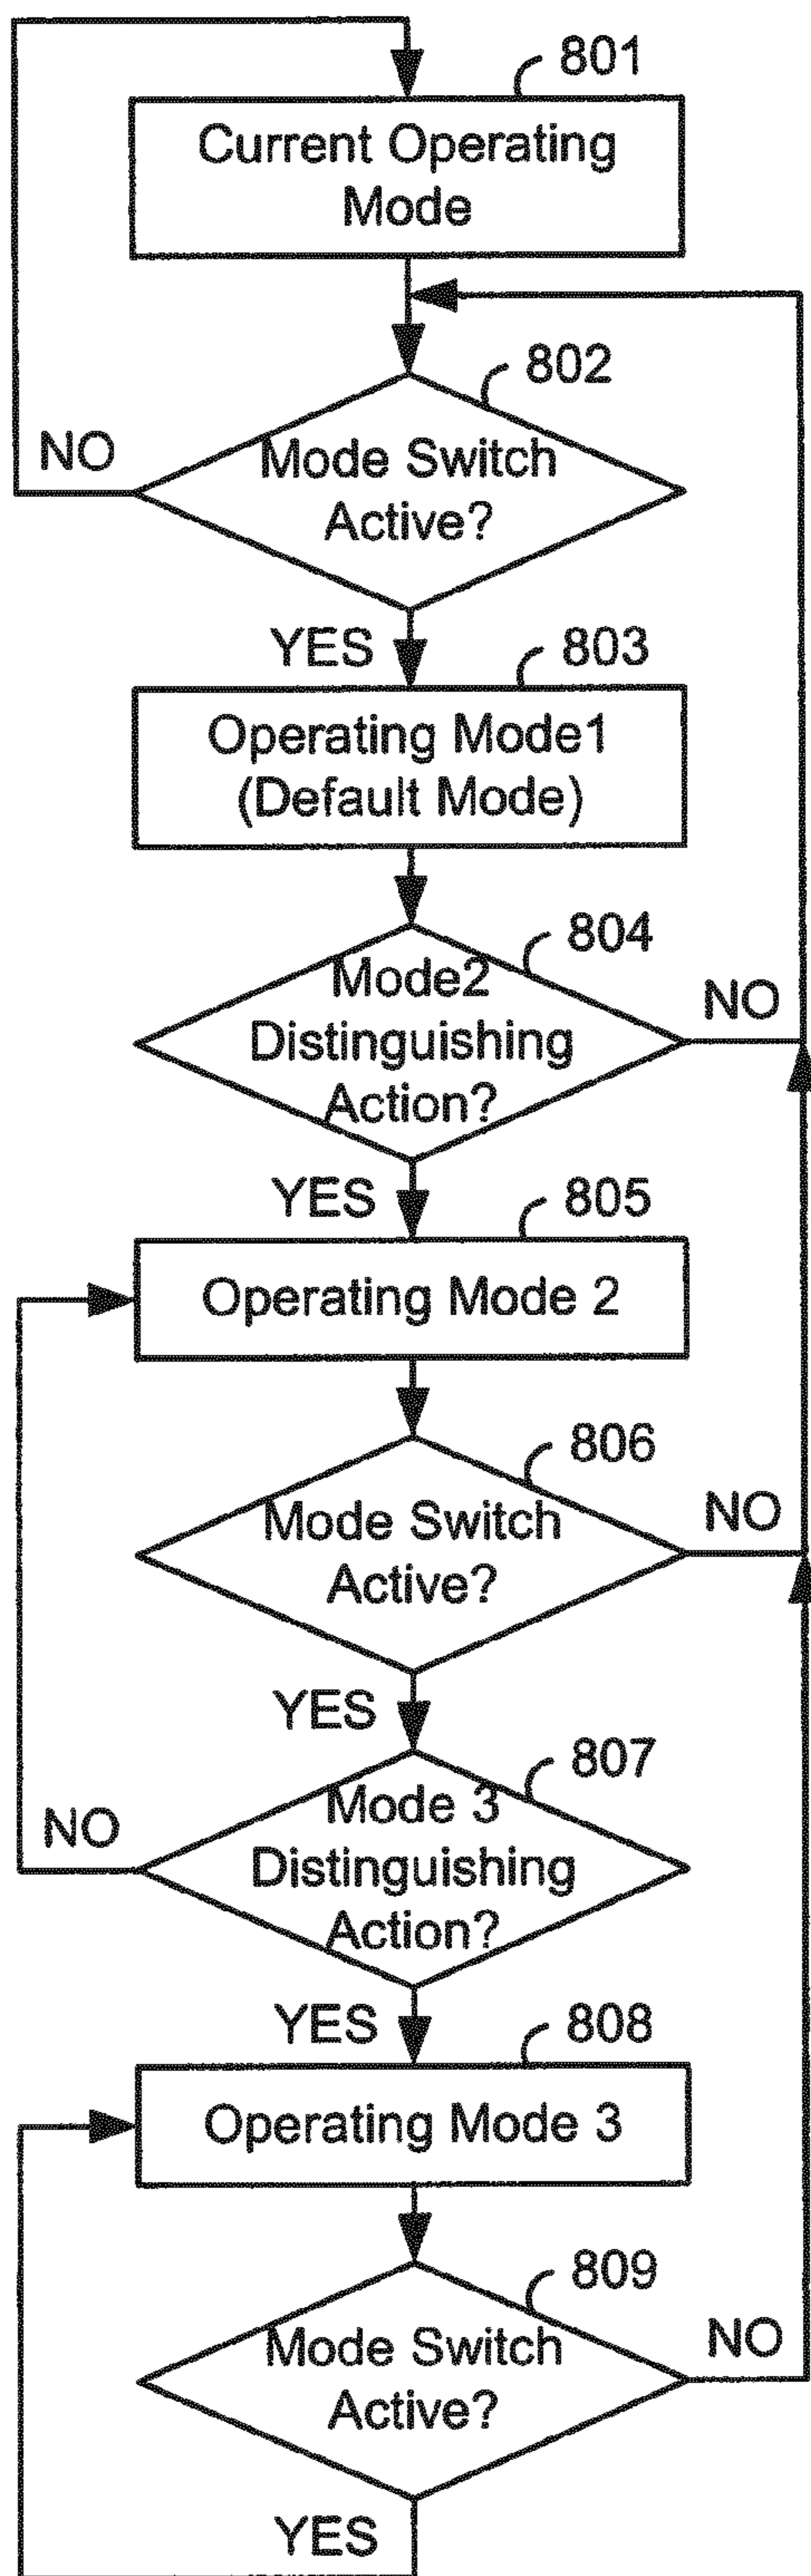 801
Current Operating
Mode
802
NO
Mode Switch
Active?
YES
803
Operating Mode1
(Default Mode)
804
Mode2
Distinguishing
Action?
NO
YES
805
Operating Mode 2
806
Mode Switch
Active?
NO
YES
807
Mode 3
Distinguishing
Action?
NO
YES
808
Operating Mode 3
809
Mode Switch
Active?
NO
YES